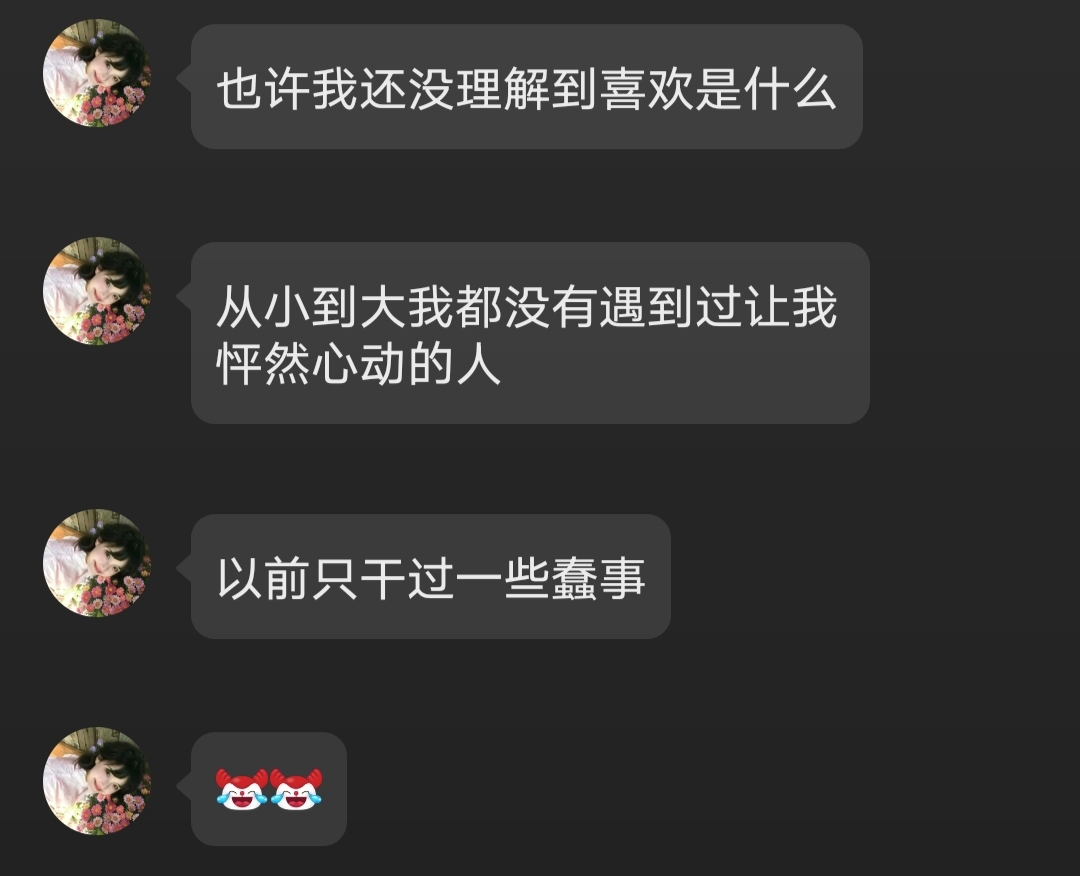 也许我还没理解到喜欢是什么
从小到大我都没有遇到过让我
怦然心动的人
以前只干过一些蠢事